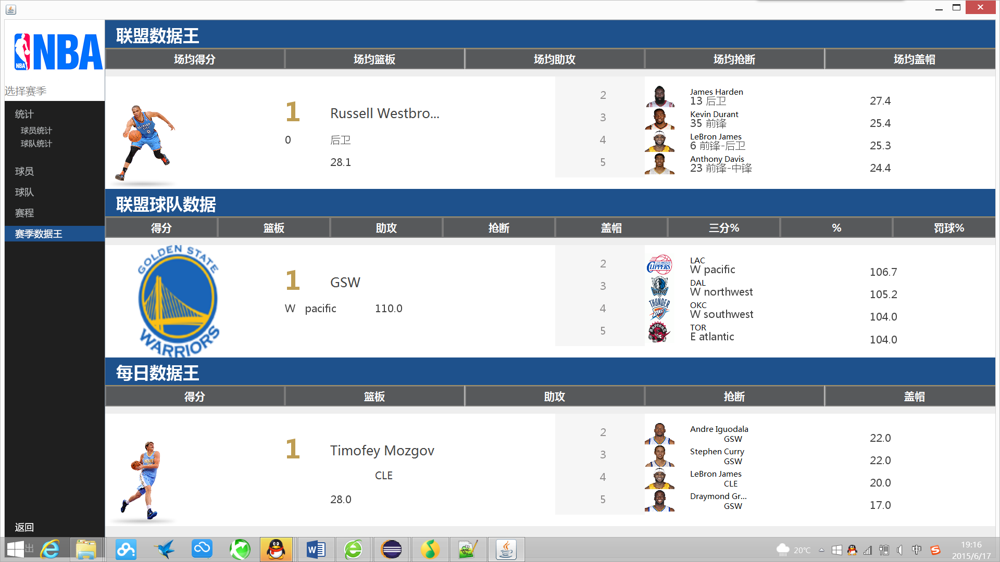 NBA
NBA
选择赛季
统计
球员统计
球队统计
球员
球队
赛程
赛季数据王
返回
联盟数据王
场均得分 场均篮板 场均助攻 场均抢断 场均盖帽
1 Russell Westbro...
0 后卫
28.1
2 James Harden
13 后卫 27.4
3 Kevin Durant
35 前锋 25.4
4 LeBron James
6 前锋-后卫 25.3
5 Anthony Davis
23 前锋-中锋 24.4
联盟球队数据
得分 篮板 助攻 抢断 盖帽 三分% % 罚球%
GOLDEN STATE
WARRIORS
1 GSW
W pacific 110.0
2 LOS ANGELES CLIPPERS LAC
W pacific 106.7
3 DAL
W northwest 105.2
4 THUNDER OKC
W southwest 104.0
5 RAPTORS TOR
E atlantic 104.0
每日数据王
得分 篮板 助攻 抢断 盖帽
1 Timofey Mozgov
CLE
28.0
2 Andre Iguodala
GSW 22.0
3 Stephen Curry
GSW 22.0
4 LeBron James
CLE 20.0
5 Draymond Gr...
GSW 17.0
出
20°C 中 19:16
2015/6/17